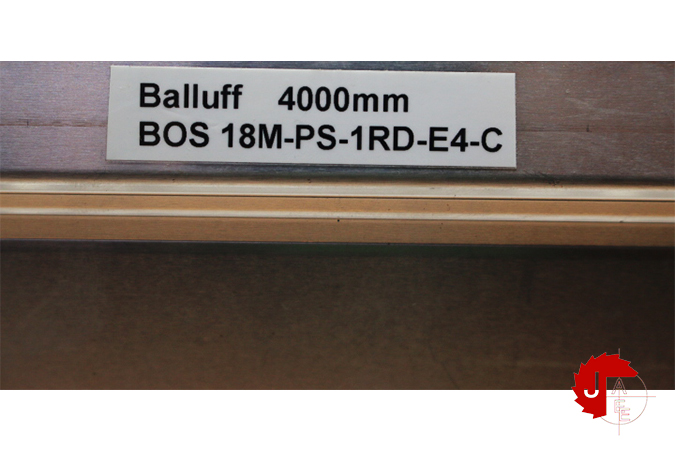 Balluff 4000mm
BOS 18M-PS-1RD-E4-C
J
A
E E